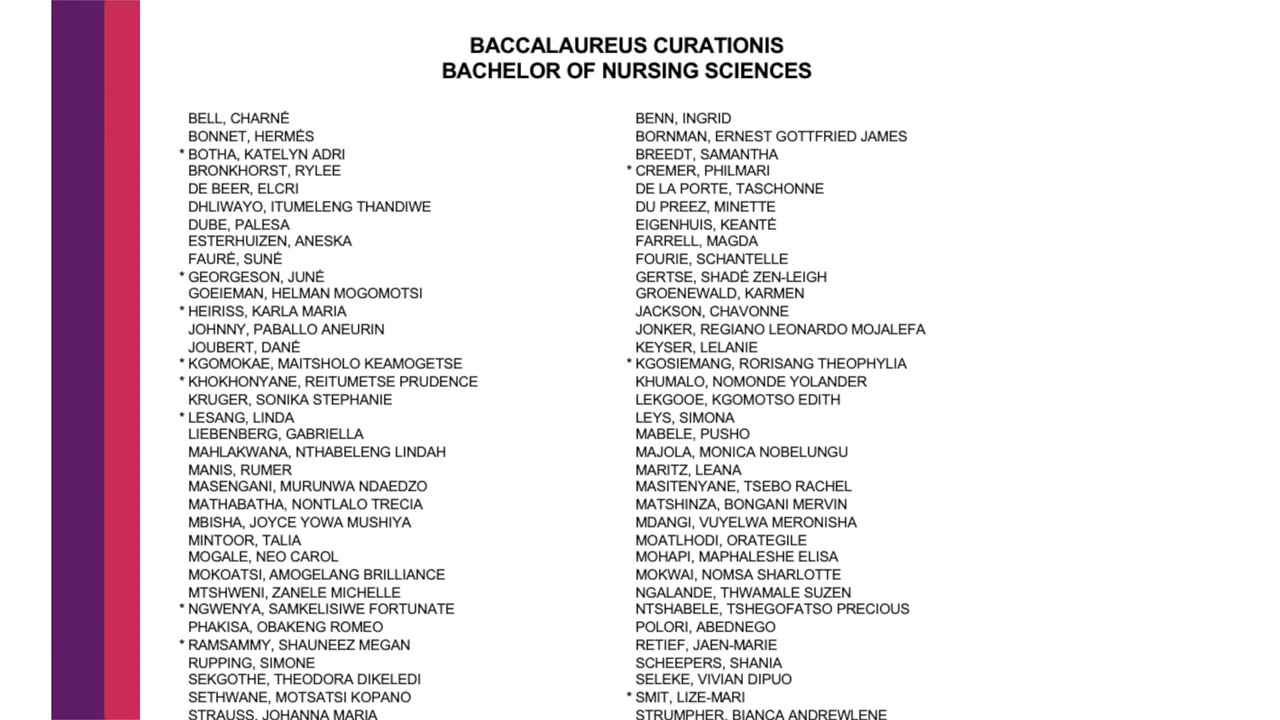 BACCALAUREUS CURATIONIS
BACHELOR OF NURSING SCIENCES
BELL, CHARNÉ
BONNET, HERMÉS
* BOTHA, KATELYN ADRI
BRONKHORST, RYLEE
DE BEER, ELCRI
DHLIWAYO, ITUMELENG THANDIWE
DUBE, PALESA
ESTERHUIZEN, ANESKA
FAURÉ, SUNÉ
* GEORGESON, JUNÉ
GOEIEMAN, HELMAN MOGOMOTSI
* HEIRISS, KARLA MARIA
JOHNNY, PABALLO ANEURIN
JOUBERT, DANÉ
* KGOMOKAE, MAITSHOLO KEAMOGETSE
* KHOKHONYANE, REITUMETSE PRUDENCE
KRUGER, SONIKA STEPHANIE
* LESANG, LINDA
LIEBENBERG, GABRIELLA
MAHLAKWANA, NTHABELENG LINDAH
MANIS, RUMER
MASENGANI, MURUNWA NDAEDZO
MATHABATHA, NONTLALO TRECIA
MBISHA, JOYCE YOWA MUSHIYA
MINTOOR, TALIA
MOGALE, NEO CAROL
MOKOATSI, AMOGELANG BRILLIANCE
MTSHWENI, ZANELE MICHELLE
* NGWENYA, SAMKELISIWE FORTUNATE
PHAKISA, OBAKENG ROMEO
* RAMSAMMY, SHAUNEEZ MEGAN
RUPPING, SIMONE
SEKGOTHE, THEODORA DIKELEDI
SETHWANE, MOTSATSI KOPANO
STRAUSS, JOHANNA MARIA
BENN, INGRID
BORNMAN, ERNEST GOTTFRIED JAMES
BREEDT, SAMANTHA
* CREMER, PHILMARI
DE LA PORTE, TASCHONNE
DU PREEZ, MINETTE
EIGENHUIS, KEANTÉ
FARRELL, MAGDA
FOURIE, SCHANTELLE
GERTSE, SHADÉ ZEN-LEIGH
GROENEWALD, KARMEN
JACKSON, CHAVONNE
JONKER, REGIANO LEONARDO MOJALEFA
KEYSER, LELANIE
* KGOSIEMANG, RORISANG THEOPHYLIA
KHUMALO, NOMONDE YOLANDER
LEKGOOE, KGOMOTSO EDITH
LEYS, SIMONA
MABELE, PUSHO
MAJOLA, MONICA NOBELUNGU
MARITZ, LEANA
MASITENYANE, TSEBO RACHEL
MATSHINZA, BONGANI MERVIN
MDANGI, VUYELWA MERONISHA
MOATLHODI, ORATEGILE
MOHAPI, MAPHALESHE ELISA
MOKWAI, NOMSA SHARLOTTE
NGALANDE, THWAMALE SUZEN
NTSHABELE, TSHEGOFATSO PRECIOUS
POLORI, ABEDNEGO
RETIEF, JAEN-MARIE
SCHEEPERS, SHANIA
SELEKE, VIVIAN DIPUO
* SMIT, LIZE-MARI
STRUMPHER, BIANCA ANDREWLENE